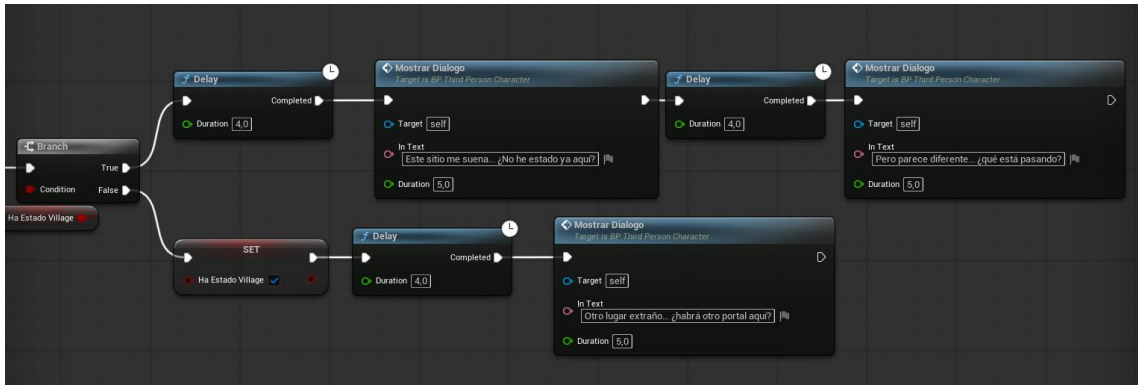 Branch
True
Condition
False
Ha Estado Village
f Delay
Completed
Duration 4,0
Mostrar Dialogo
Target is BP Third Person Character
Target self
In Text
Este sitio me suena... ¿No he estado ya aquí?
Duration 5,0
f Delay
Completed
Duration 4,0
Mostrar Dialogo
Target is BP Third Person Character
Target self
In Text
Pero parece diferente... ¿qué está pasando?
Duration 5,0
SET
Ha Estado Village
f Delay
Completed
Duration 4,0
Mostrar Dialogo
Target is BP Third Person Character
Target self
In Text
Otro lugar extraño... ¿habrá otro portal aquí?
Duration 5,0